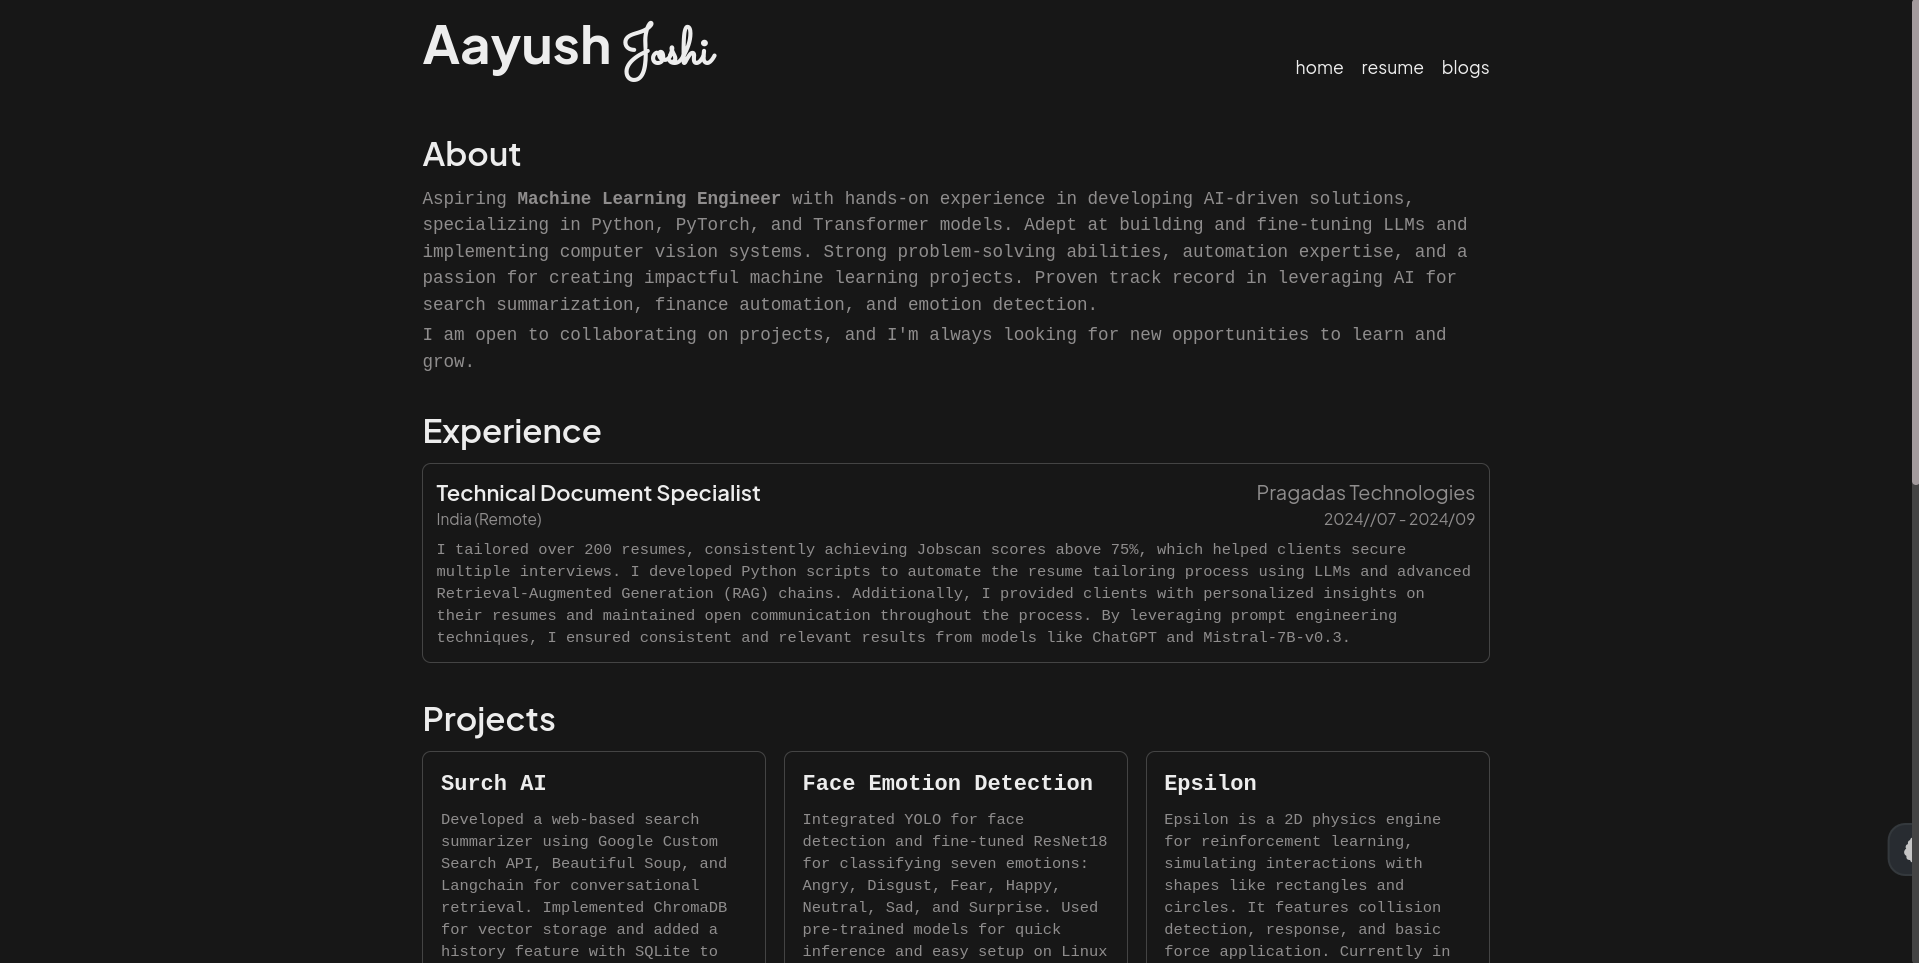 Aayush Joshi
home resume blogs
About
Aspiring Machine Learning Engineer with hands-on experience in developing AI-driven solutions,
specializing in Python, PyTorch, and Transformer models. Adept at building and fine-tuning LLMs and
implementing computer vision systems. Strong problem-solving abilities, automation expertise, and a
passion for creating impactful machine learning projects. Proven track record in leveraging AI for
search summarization, finance automation, and emotion detection.
I am open to collaborating on projects, and I'm always looking for new opportunities to learn and
grow.
Experience
Technical Document Specialist
Pragadas Technologies
India (Remote)
2024//07 - 2024/09
I tailored over 200 resumes, consistently achieving Jobscan scores above 75%, which helped clients secure
multiple interviews. I developed Python scripts to automate the resume tailoring process using LLMs and advanced
Retrieval-Augmented Generation (RAG) chains. Additionally, I provided clients with personalized insights on
their resumes and maintained open communication throughout the process. By leveraging prompt engineering
techniques, I ensured consistent and relevant results from models like ChatGPT and Mistral-7B-v0.3.
Projects
Surch AI
Developed a web-based search
summarizer using Google Custom
Search API, Beautiful Soup, and
Langchain for conversational
retrieval. Implemented ChromaDB
for vector storage and added a
history feature with SQLite to
Face Emotion Detection
Integrated YOLO for face
detection and fine-tuned ResNet18
for classifying seven emotions:
Angry, Disgust, Fear, Happy,
Neutral, Sad, and Surprise. Used
pre-trained models for quick
inference and easy setup on Linux
Epsilon
Epsilon is a 2D physics engine
for reinforcement learning,
simulating interactions with
shapes like rectangles and
circles. It features collision
detection, response, and basic
force application. Currently in